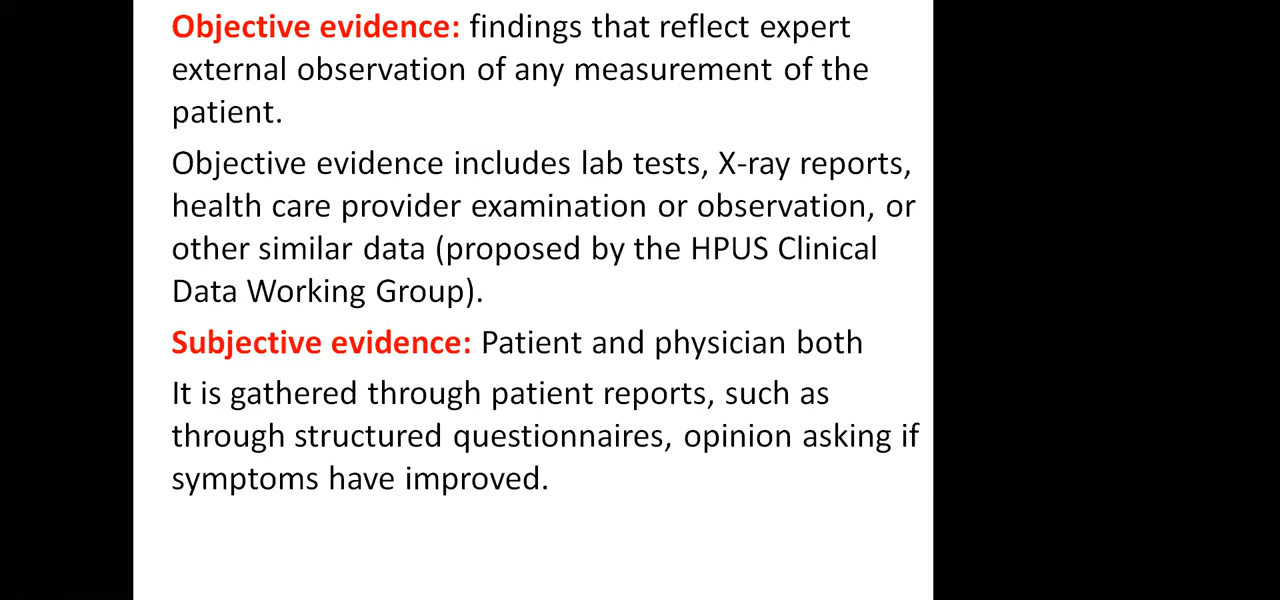 Objective evidence: findings that reflect expert
external observation of any measurement of the
patient.
Objective evidence includes lab tests, X-ray reports,
health care provider examination or observation, or
other similar data (proposed by the HPUS Clinical
Data Working Group).
Subjective evidence: Patient and physician both
It is gathered through patient reports, such as
through structured questionnaires, opinion asking if
symptoms have improved.